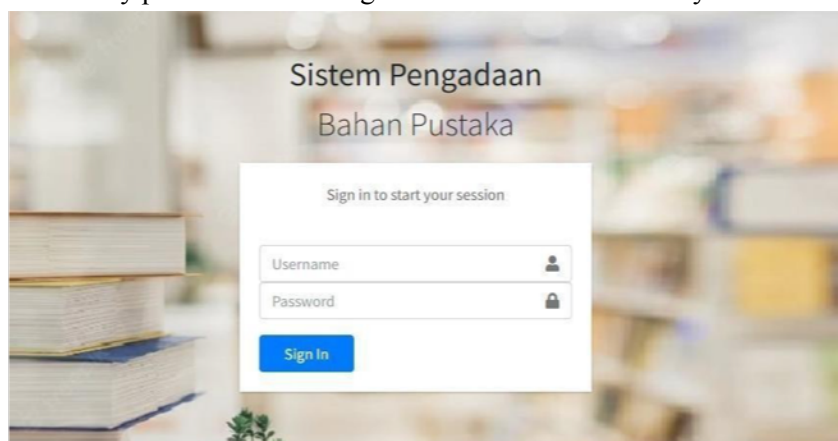 Sistem Pengadaan
Bahan Pustaka
Sign in to start your session
Username
Password
Sign In